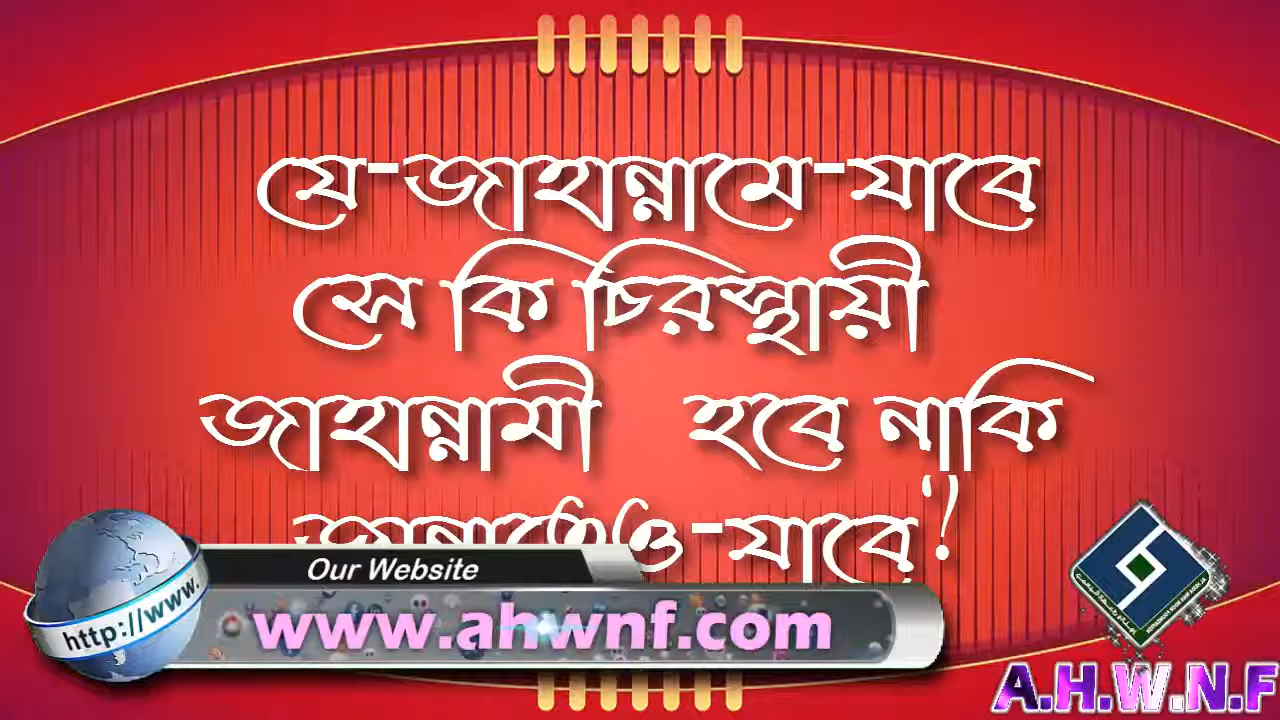 যে-জাহান্নামে-যাবে
সে কি চিরস্থায়ী
জাহান্নামী হবে নাকি
জান্নাতেও-যাবে?
Our Website
http://www.
www.ahwnf.com
A.H.W.N.F